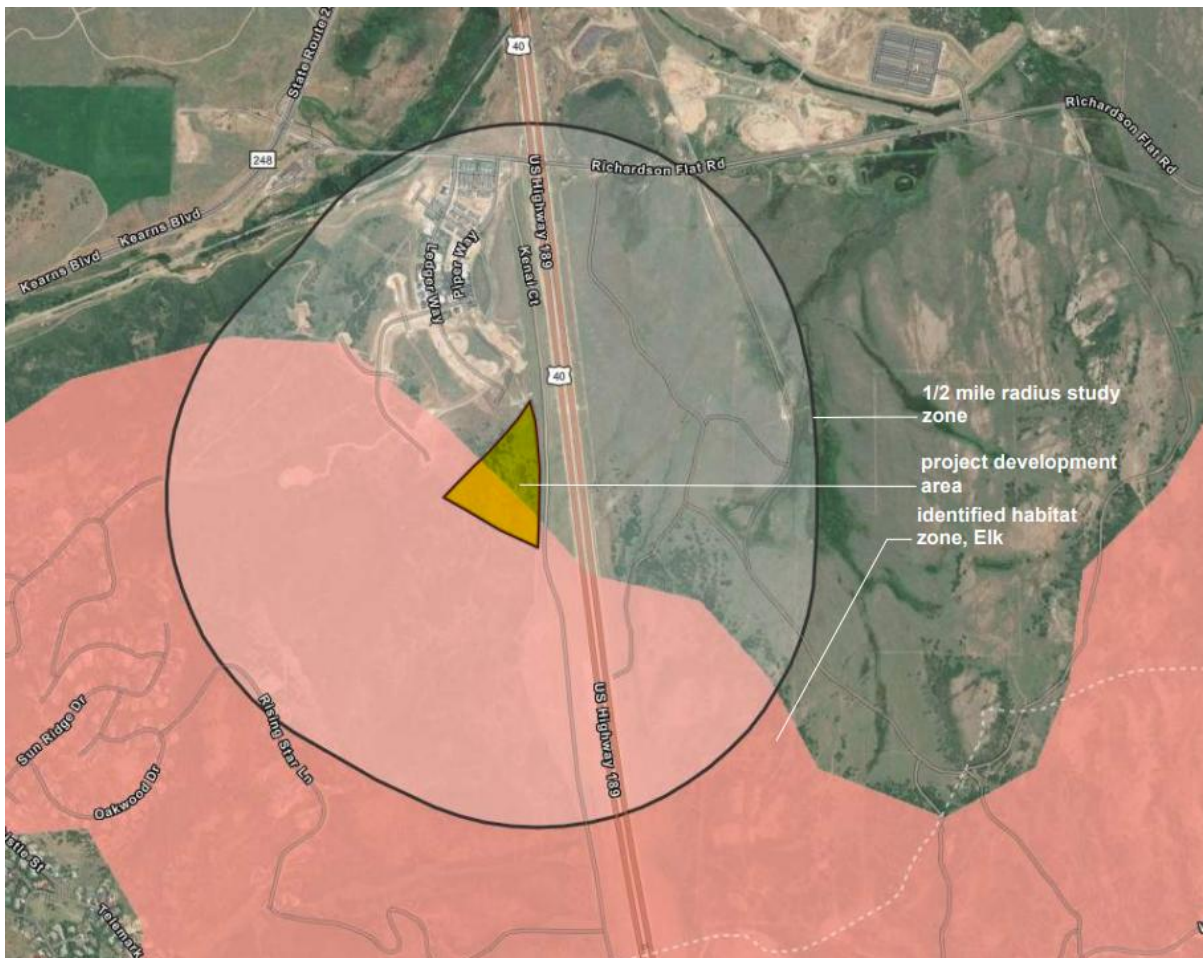 40
State Route 2
248
Richardson Flat Rd
Richardson Flat Rd
Kearns Blvd
Kearns Blvd
US Highway 189
Kenai Ct
Piper Way
Ledger Way
40
1/2 mile radius study
zone
project development
area
identified habitat
zone, Elk
Sun Ridge Dr
Oakwood Dr
Rising Star Ln
US Highway 189
Telemark